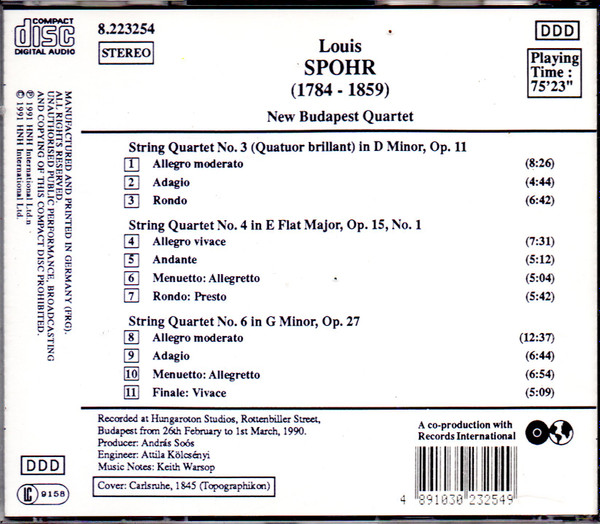 COMPACT
disc
DIGITAL AUDIO
8.223254
STEREO
Louis
SPOHR
(1784 - 1859)
New Budapest Quartet
DDD
Playing
Time :
75'23"
MANUFACTURED AND PRINTED IN GERMANY (FRG).
ALL RIGHTS RESERVED.
UNAUTHORISED PUBLIC PERFORMANCE, BROADCASTING
AND COPYING OF THIS COMPACT DISC PROHIBITED.
℗ 1991 HNH International Ltd.n
© 1991 HNH International Ltd.
String Quartet No. 3 (Quatuor brillant) in D Minor, Op. 11
1 Allegro moderato (8:26)
2 Adagio (4:44)
3 Rondo (6:42)
String Quartet No. 4 in E Flat Major, Op. 15, No. 1
4 Allegro vivace (7:31)
5 Andante (5:12)
6 Menuetto: Allegretto (5:04)
7 Rondo: Presto (5:42)
String Quartet No. 6 in G Minor, Op. 27
8 Allegro moderato (12:37)
9 Adagio (6:44)
10 Menuetto: Allegretto (6:54)
11 Finale: Vivace (5:09)
Recorded at Hungaroton Studios, Rottenbiller Street,
Budapest from 26th February to 1st March, 1990.
Producer: András Soós
Engineer: Attila Kölcsényi
Music Notes: Keith Warsop
Cover: Carlsruhe, 1845 (Topographikon)
A co-production with
Records International
4 891030 232549
DDD
LC 9158